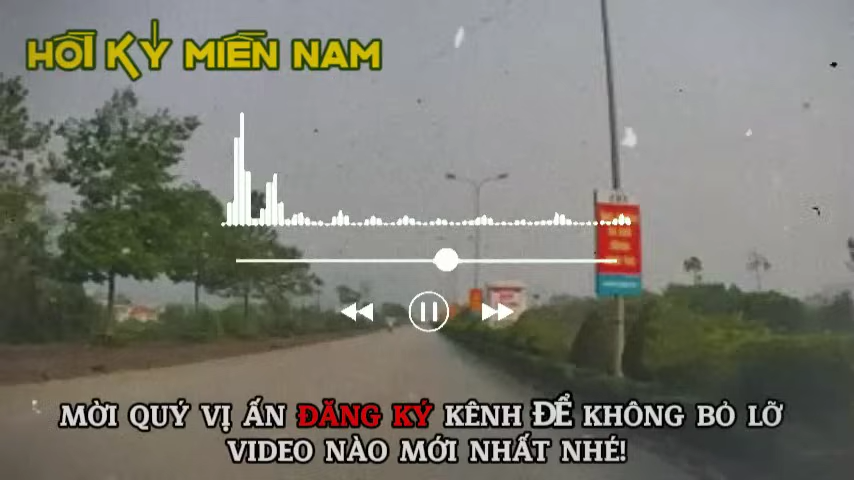 HỒI KÝ MIỀN NAM
MỜI QUÝ VỊ ẤN ĐĂNG KÝ KÊNH ĐỂ KHÔNG BỎ LỠ
VIDEO NÀO MỚI NHẤT NHÉ!